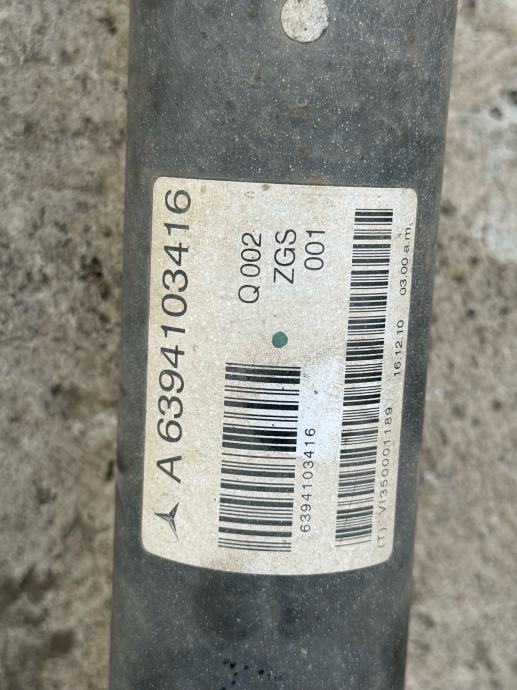 A 6394103416
Q 002
ZGS
001
6394103416
(T) VI350001189 16.12.10 03.00 a.m.